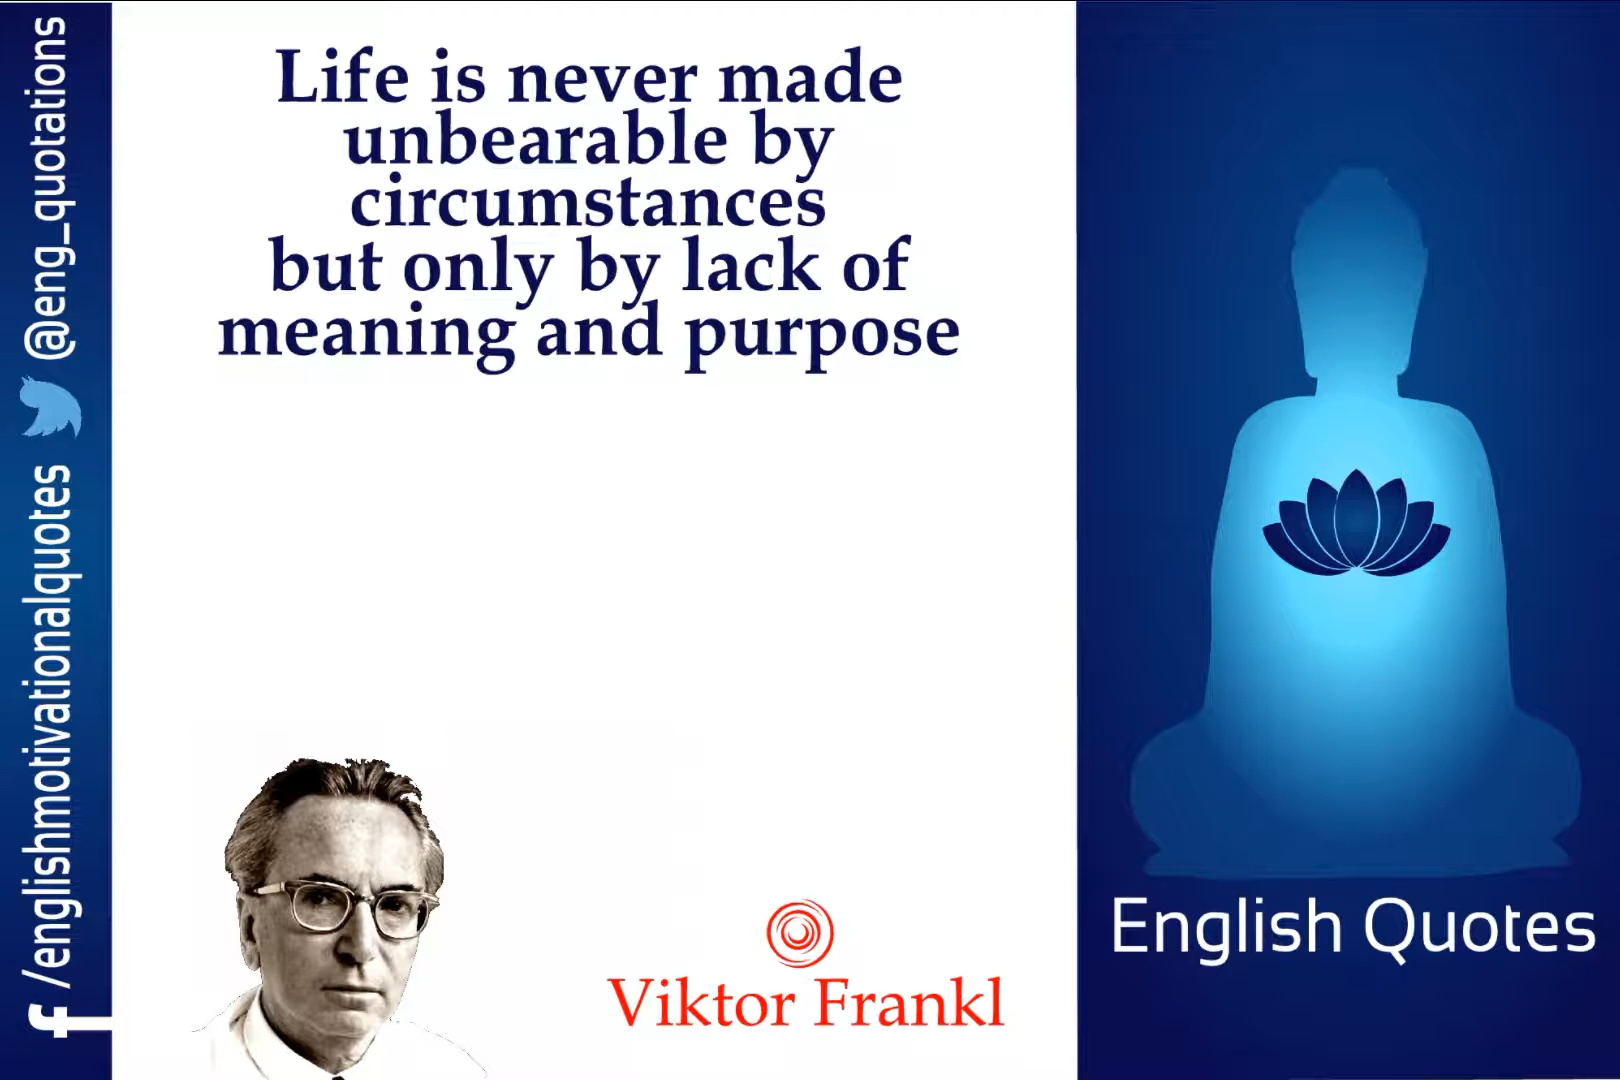 Life is never made
unbearable by
circumstances
but only by lack of
meaning and purpose
Viktor Frankl
English Quotes
@eng_quotations
f /englishmotivationalquotes